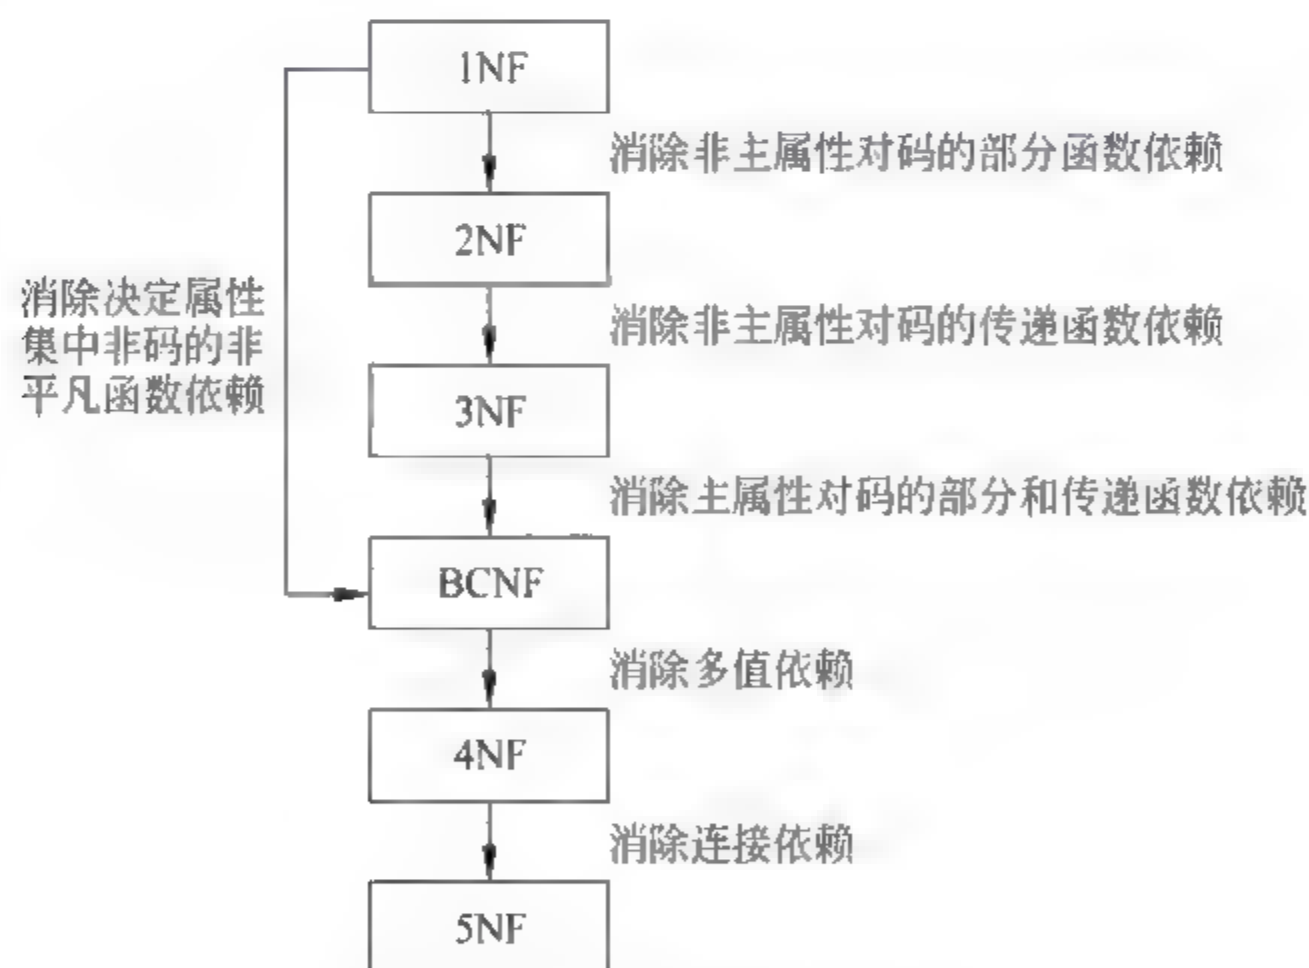 1NF
消除非主属性对码的部分函数依赖
2NF
消除决定属性
集中非码的非
平凡函数依赖
消除非主属性对码的传递函数依赖
3NF
消除主属性对码的部分和传递函数依赖
BCNF
消除多值依赖
4NF
消除连接依赖
5NF